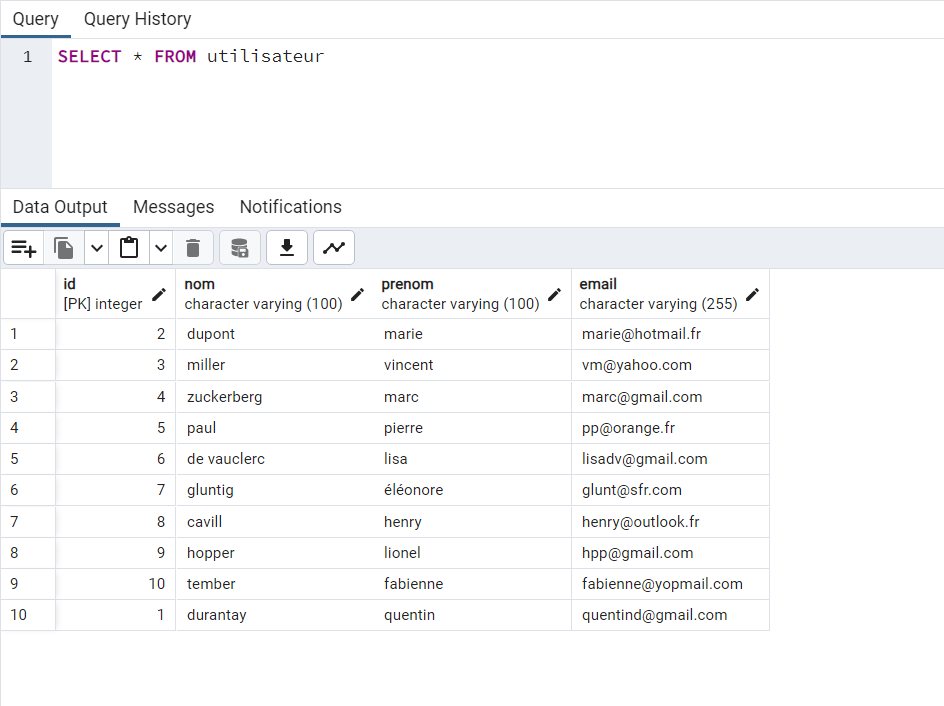 Query Query History
1 SELECT * FROM utilisateur
Data Output Messages Notifications
id nom prenom email
[PK] integer character varying (100) character varying (100) character varying (255)
1 2 dupont marie marie@hotmail.fr
2 3 miller vincent vm@yahoo.com
3 4 zuckerberg marc marc@gmail.com
4 5 paul pierre pp@orange.fr
5 6 de vauclerc lisa lisadv@gmail.com
6 7 gluntig éléonore glunt@sfr.com
7 8 cavill henry henry@outlook.fr
8 9 hopper lionel hpp@gmail.com
9 10 tember fabienne fabienne@yopmail.com
10 1 durantay quentin quentind@gmail.com